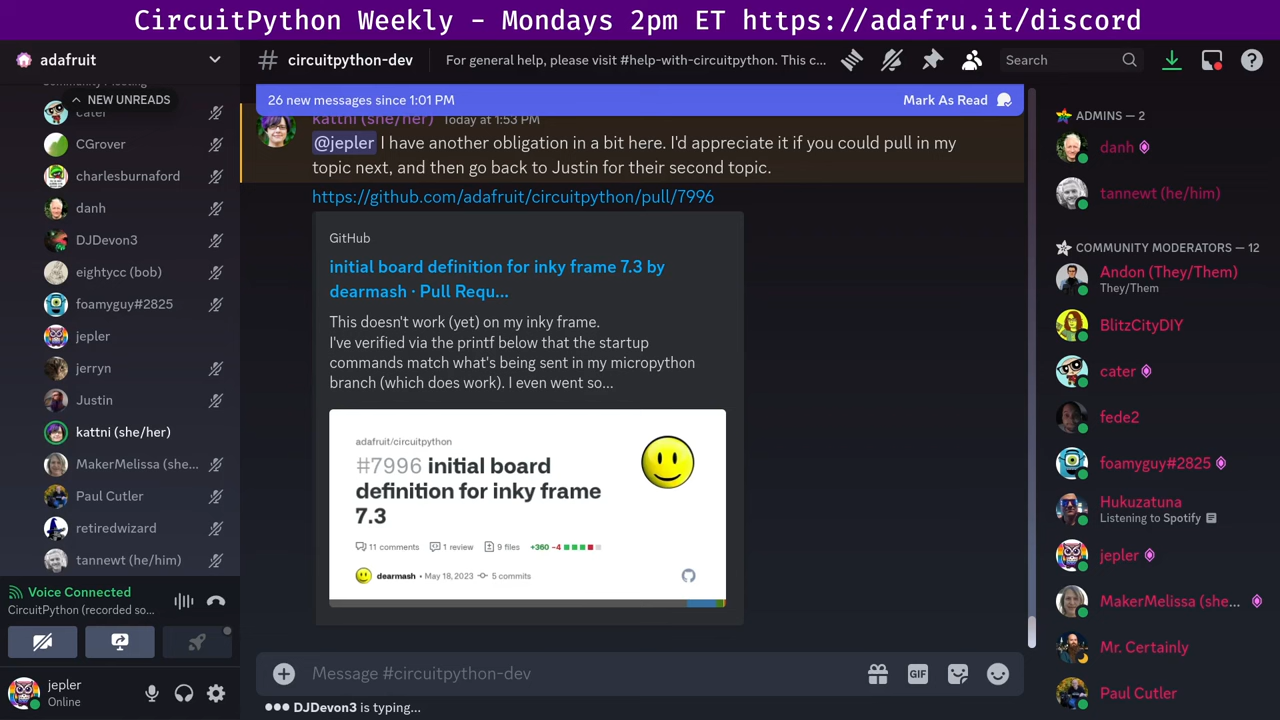 CircuitPython Weekly - Mondays 2pm ET https://adafru.it/discord
adafruit
NEW UNREADS
cater
CGrover
charlesburnaford
danh
DJDevon3
eightycc (bob)
foamyguy#2825
jepler
jerryn
Justin
kattni (she/her)
MakerMelissa (she...
Paul Cutler
retiredwizard
tannewt (he/him)
Voice Connected
CircuitPython (recorded so...
jepler
Online
circuitpython-dev
For general help, please visit #help-with-circuitpython. This c...
Search
26 new messages since 1:01 PM
Mark As Read
kattni (she/her) Today at 1:53 PM
@jepler I have another obligation in a bit here. I'd appreciate it if you could pull in my
topic next, and then go back to Justin for their second topic.
https://github.com/adafruit/circuitpython/pull/7996
GitHub
initial board definition for inky frame 7.3 by
dearmash · Pull Requ...
This doesn't work (yet) on my inky frame.
I've verified via the printf below that the startup
commands match what's being sent in my micropython
branch (which does work). I even went so...
adafruit/circuitpython
#7996 initial board
definition for inky frame
7.3
11 comments 1 review 9 files +360 −4
dearmash • May 18, 2023 5 commits
Message #circuitpython-dev
GIF
DJDevon3 is typing...
ADMINS — 2
danh
tannewt (he/him)
COMMUNITY MODERATORS — 12
Andon (They/Them)
They/Them
BlitzCityDIY
cater
fede2
foamyguy#2825
Hukuzatuna
Listening to Spotify
jepler
MakerMelissa (she...
Mr. Certainly
Paul Cutler